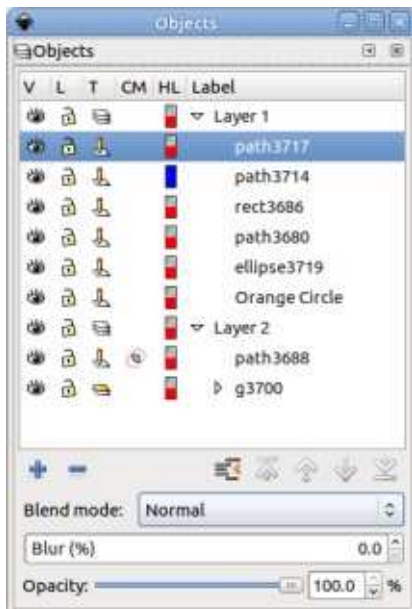 Objects
Objects
V L T CM HL Label
Layer 1
path3717
path3714
rect3686
path3680
ellipse3719
Orange Circle
Layer 2
path3688
g3700
Blend mode: Normal
Blur (%) 0.0
Opacity: 100.0 %